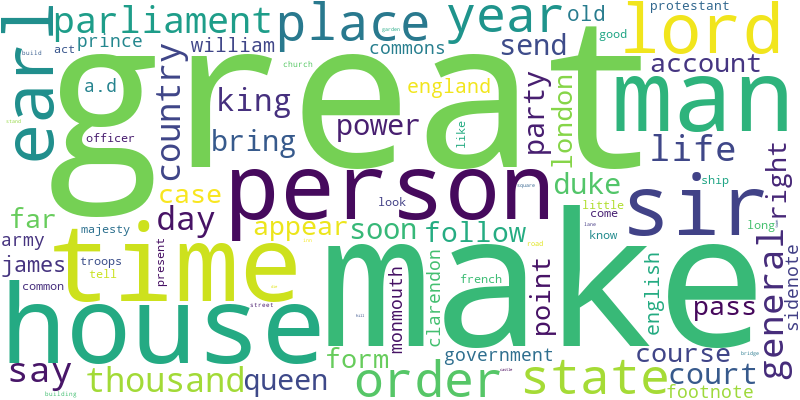 parliament
place
year
old
protestant
good
lord
build
act
prince
william
commons
send
account
earl
great
church
garden
a.d
king
england
man
country
bring
power
party
london
life
officer
stand
like
case
person
look
square
duke
sir
ship
right
far
day
appear
soon
follow
little
come
know
long
army
majesty
time
make
road
lane
james
troops
tell
present
monmouth
clarendon
french
point
english
general
sidenote
common
house
street
hill
pass
say
thousand
queen
form
government
course
bridge
order
castle
state
court
footnote
building